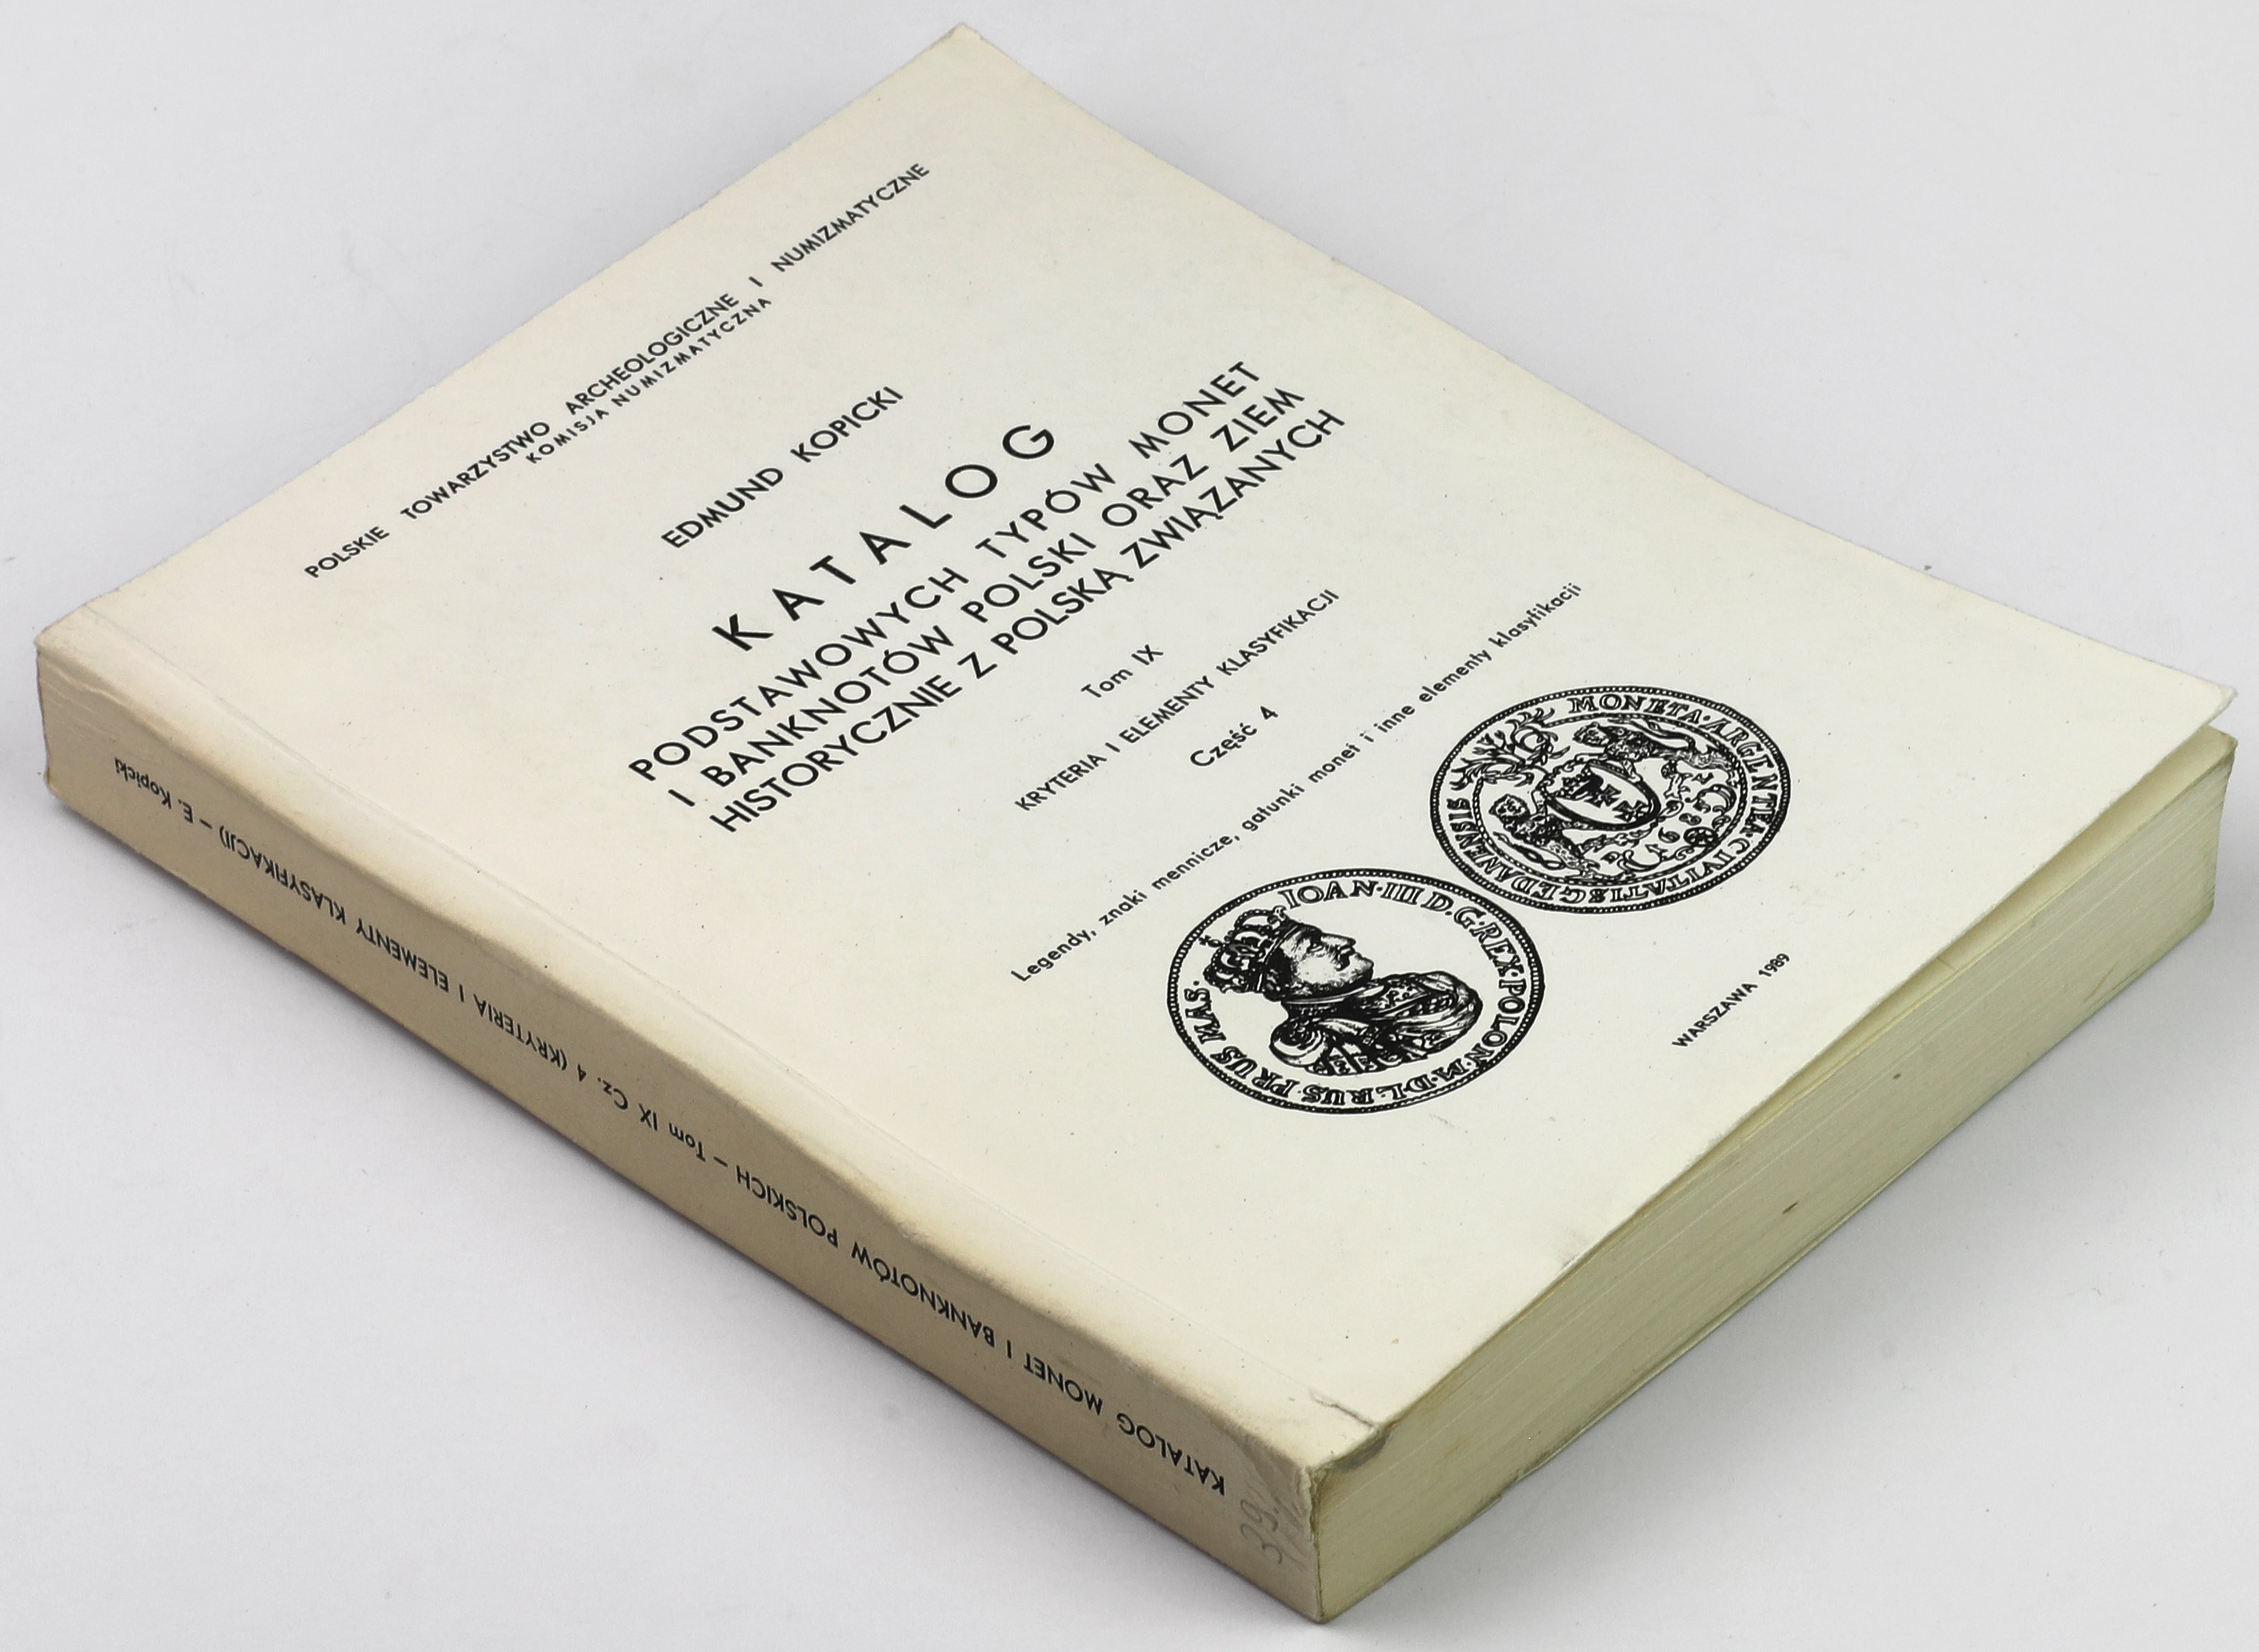 POLSKIE TOWARZYSTWO ARCHEOLOGICZNE I NUMIZMATYCZNE
KOMISJA NUMIZMATYCZNA
EDMUND KOPICKI
KATALOG
PODSTAWOWYCH TYPÓW MONET
I BANKNOTÓW POLSKI ORAZ ZIEM
HISTORYCZNIE Z POLSKĄ ZWIĄZANYCH
Tom IX
KRYTERIA I ELEMENTY KLASYFIKACJI
Część 4
Legendy, znaki mennicze, gatunki monet i inne elementy klasyfikacji
IOAN·III D.G.REX·POLON·M·D·L·RUS·PRUS MAS·
MONETA·ARGENTEA·CIVITATIS GEDANENSIS
1685
WARSZAWA 1989
KATALOG MONET I BANKNOTÓW POLSKICH – Tom IX Cz. 4 (KRYTERIA I ELEMENTY KLASYFIKACJI) – E. Kopicki